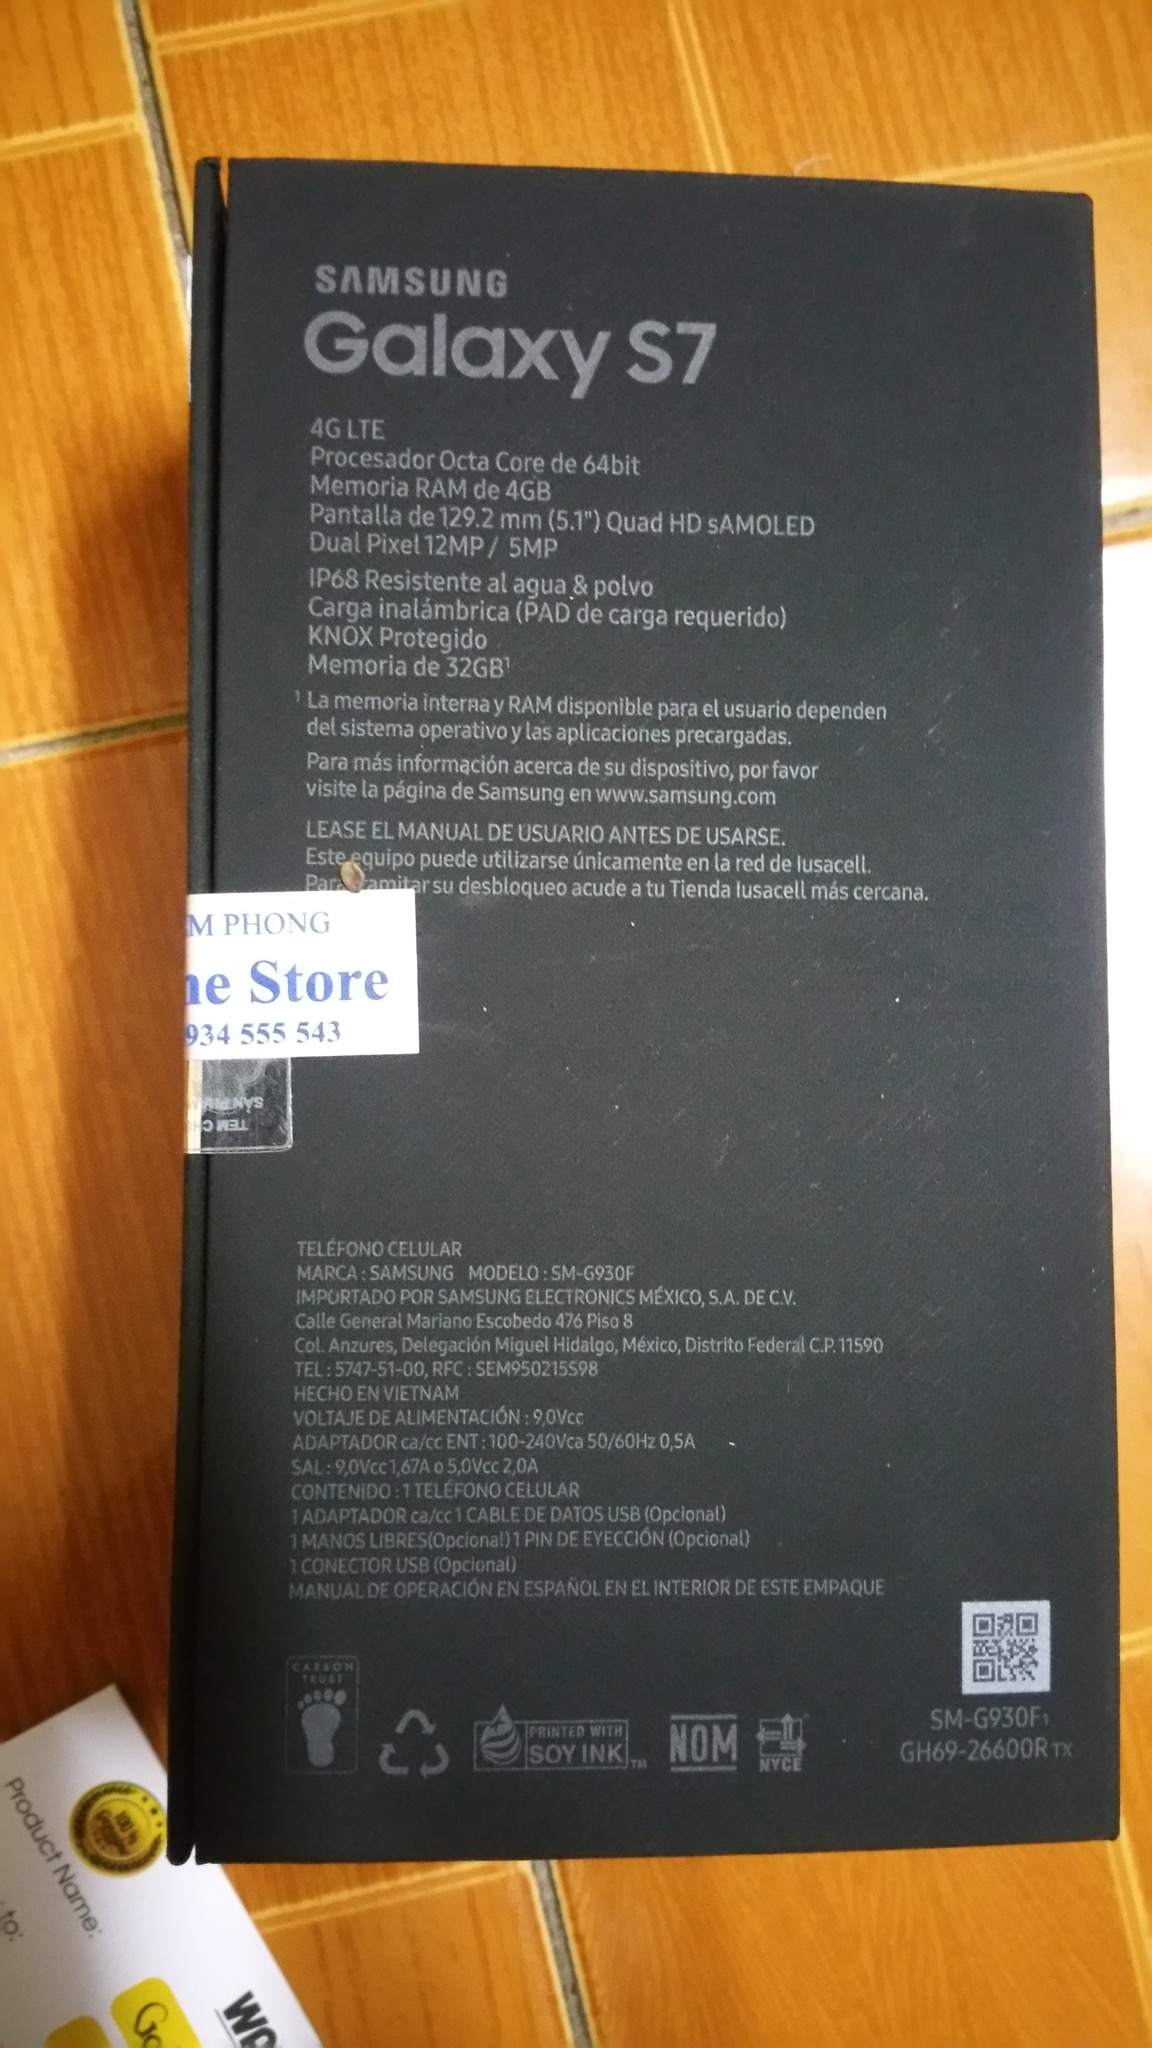 SAMSUNG
Galaxy S7
4G LTE
Procesador Octa Core de 64bit
Memoria RAM de 4GB
Pantalla de 129.2 mm (5.1") Quad HD sAMOLED
Dual Pixel 12MP / 5MP
IP68 Resistente al agua & polvo
Carga inalámbrica (PAD de carga requerido)
KNOX Protegido
Memoria de 32GB¹
¹ La memoria interna y RAM disponible para el usuario dependen
del sistema operativo y las aplicaciones precargadas.
Para más información acerca de su dispositivo, por favor
visite la página de Samsung en www.samsung.com
LEASE EL MANUAL DE USUARIO ANTES DE USARSE.
Este equipo puede utilizarse únicamente en la red de Iusacell.
Para tramitar su desbloqueo acude a tu Tienda Iusacell más cercana.
M PHONG
ne Store
934 555 543
TEM
TELÉFONO CELULAR
MARCA : SAMSUNG MODELO : SM-G930F
IMPORTADO POR SAMSUNG ELECTRONICS MÉXICO, S.A. DE C.V.
Calle General Mariano Escobedo 476 Piso 8
Col. Anzures, Delegación Miguel Hidalgo, México, Distrito Federal C.P. 11590
TEL : 5747-51-00, RFC : SEM950215S98
HECHO EN VIETNAM
VOLTAJE DE ALIMENTACIÓN : 9,0Vcc
ADAPTADOR ca/cc ENT : 100-240Vca 50/60Hz 0,5A
SAL : 9,0Vcc 1,67A o 5,0Vcc 2,0A
CONTENIDO : 1 TELÉFONO CELULAR
1 ADAPTADOR ca/cc 1 CABLE DE DATOS USB (Opcional)
1 MANOS LIBRES(Opcional) 1 PIN DE EYECCIÓN (Opcional)
1 CONECTOR USB (Opcional)
MANUAL DE OPERACIÓN EN ESPAÑOL EN EL INTERIOR DE ESTE EMPAQUE
CARBON
TRUST
PRINTED WITH
SOY INK™
NOM
NYCE
SM-G930F1
GH69-26600R TX
100%
Product Name:
to: